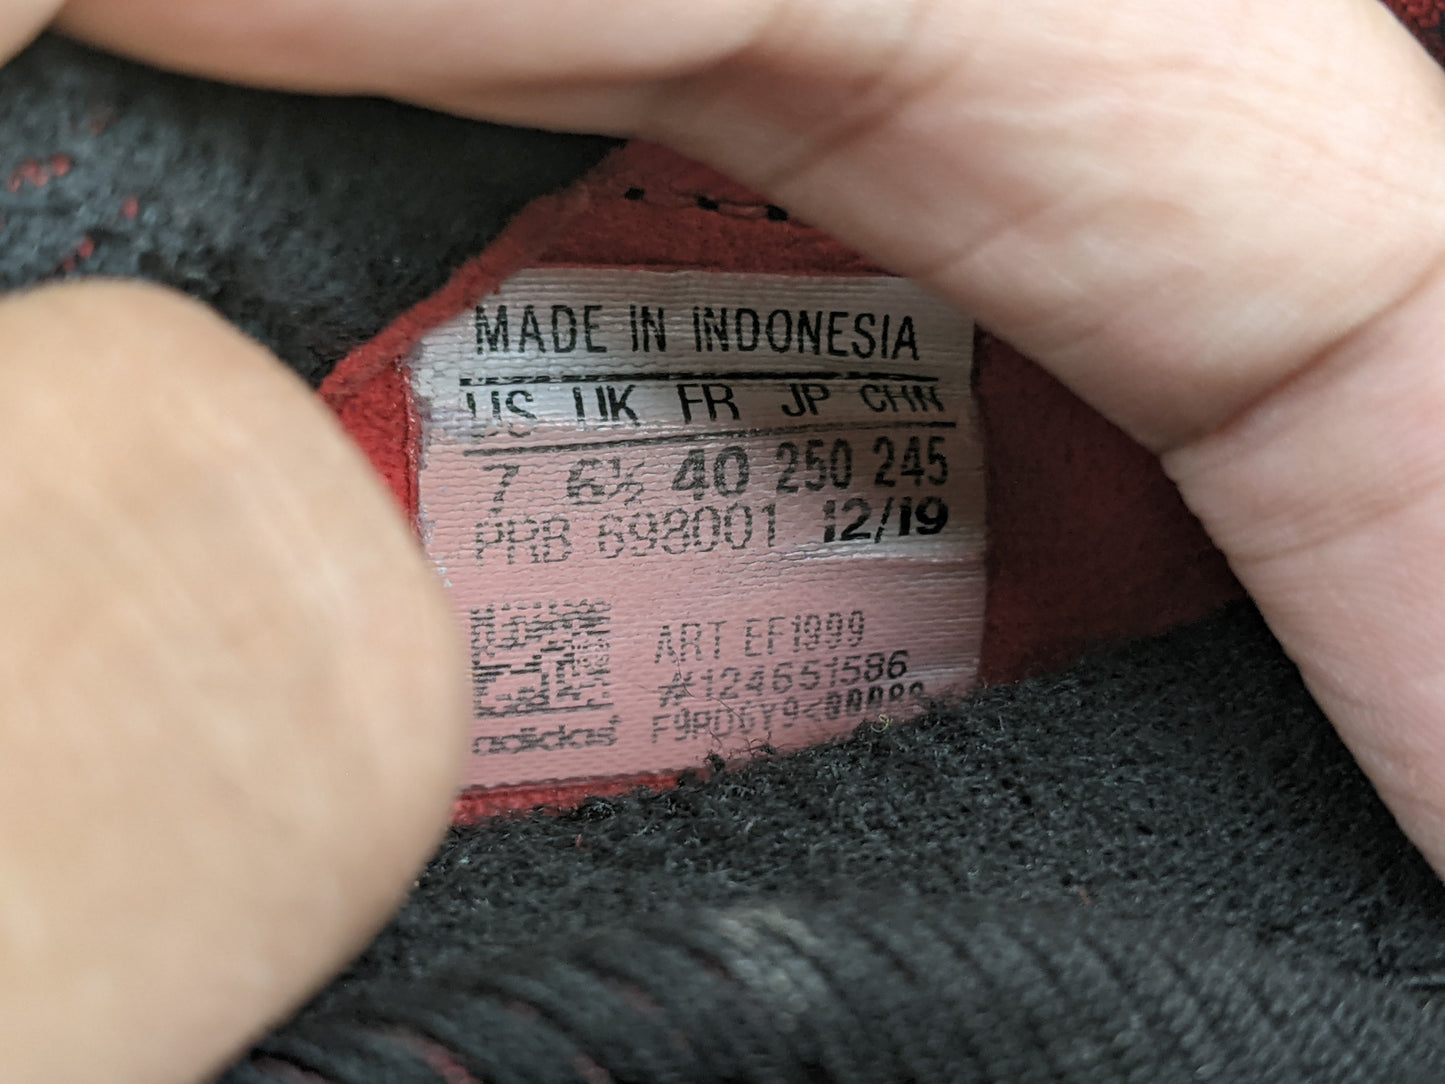 MADE IN INDONESIA
US UK FR JP CHN
7 6½ 40 250 245
PRB 698001 12/19
ART EF1999
#124651586
adidas